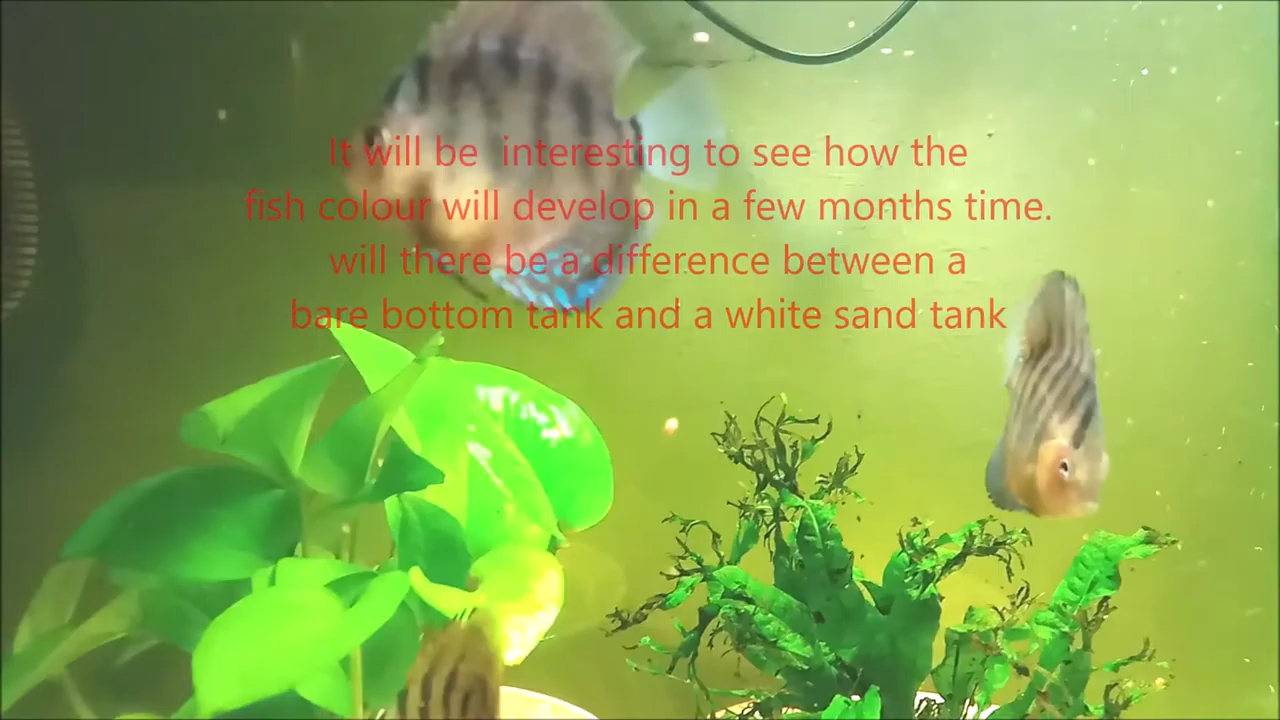 It will be  interesting to see how the
fish colour will develop in a few months time.
will there be a difference between a
bare bottom tank and a white sand tank